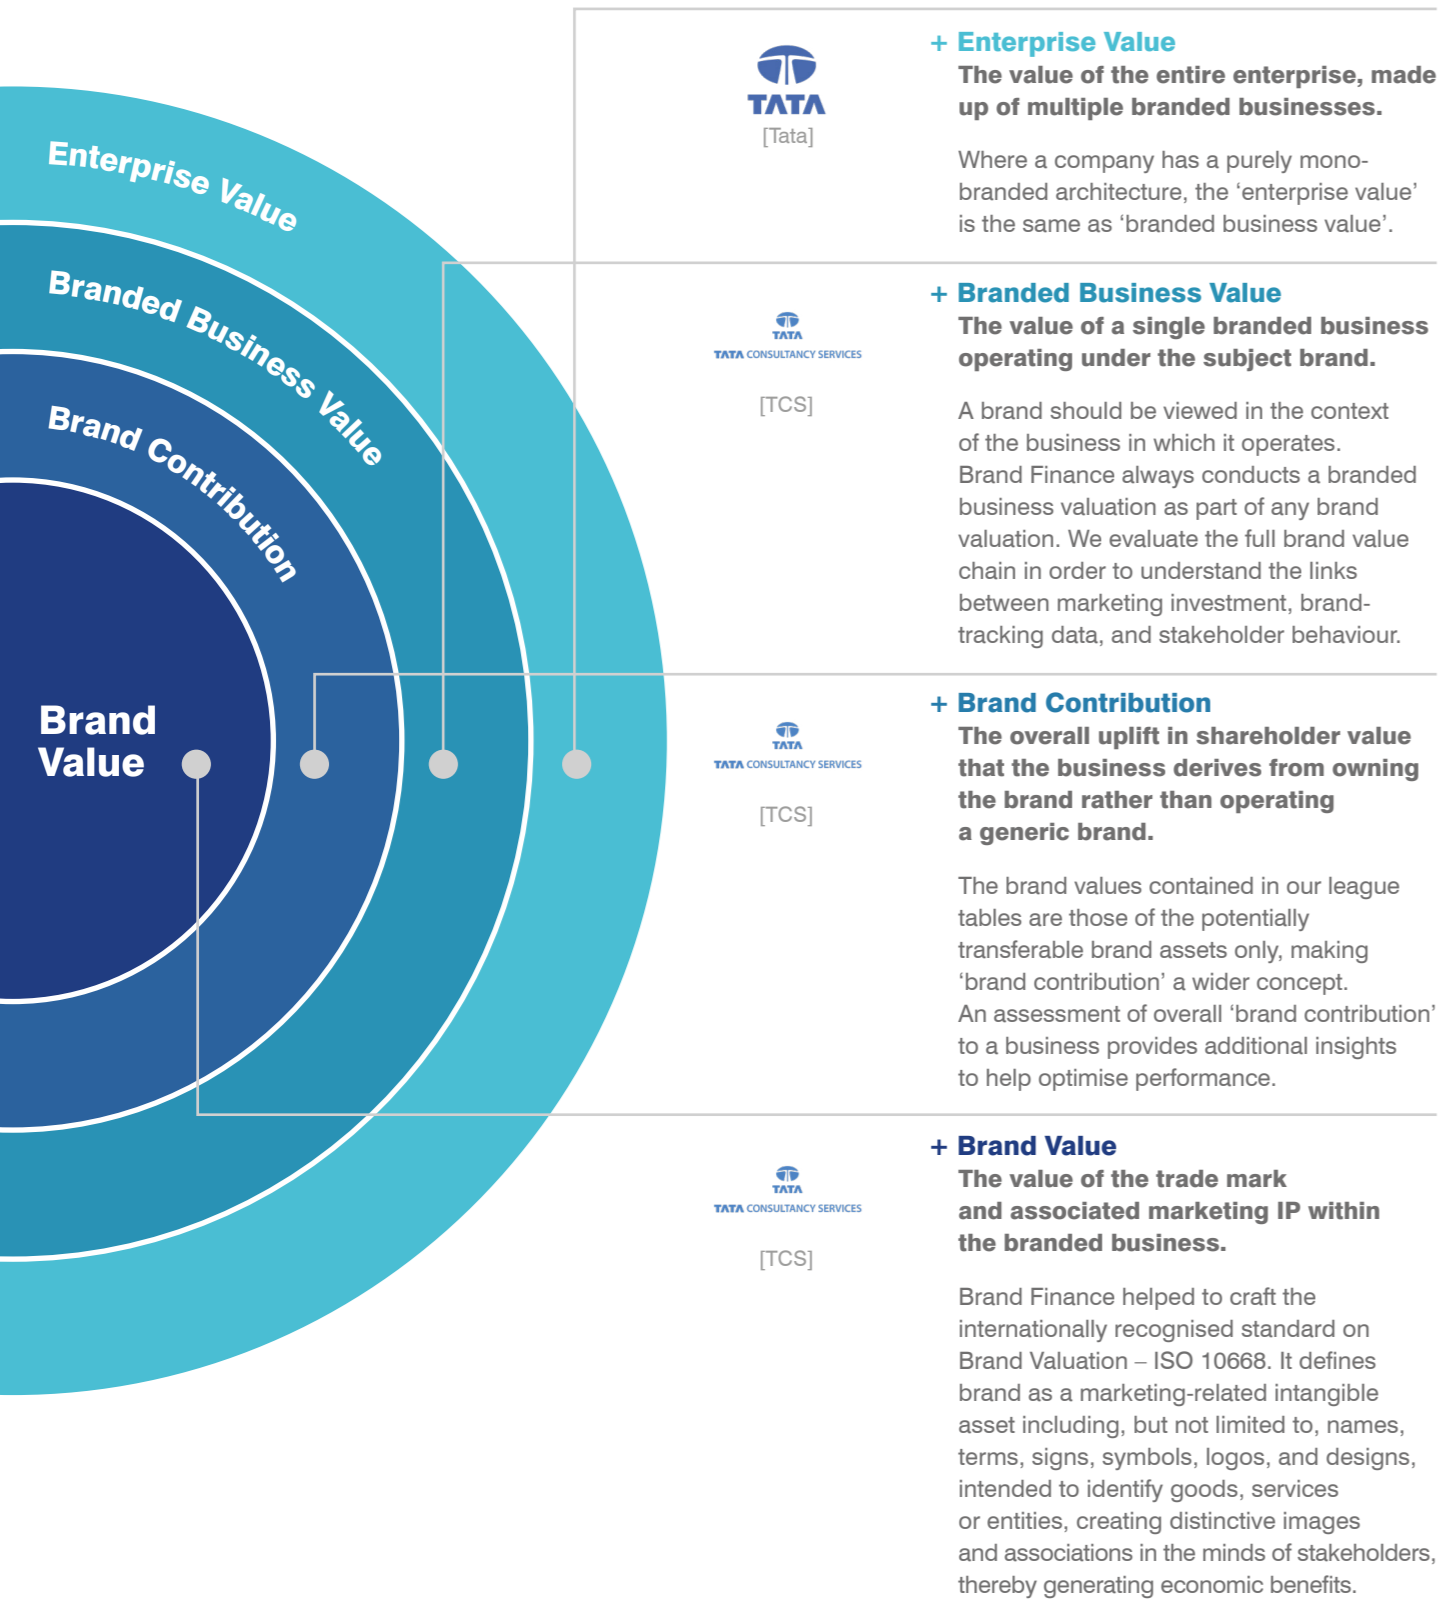 Enterprise Value
Branded Business Value
Brand Contribution
Brand
Value
TATA
[Tata]
+ Enterprise Value
The value of the entire enterprise, made
up of multiple branded businesses.
Where a company has a purely mono-
branded architecture, the ‘enterprise value’
is the same as ‘branded business value’.
TATA
TATA CONSULTANCY SERVICES
[TCS]
+ Branded Business Value
The value of a single branded business
operating under the subject brand.
A brand should be viewed in the context
of the business in which it operates.
Brand Finance always conducts a branded
business valuation as part of any brand
valuation. We evaluate the full brand value
chain in order to understand the links
between marketing investment, brand-
tracking data, and stakeholder behaviour.
TATA
TATA CONSULTANCY SERVICES
[TCS]
+ Brand Contribution
The overall uplift in shareholder value
that the business derives from owning
the brand rather than operating
a generic brand.
The brand values contained in our league
tables are those of the potentially
transferable brand assets only, making
‘brand contribution’ a wider concept.
An assessment of overall ‘brand contribution’
to a business provides additional insights
to help optimise performance.
TATA
TATA CONSULTANCY SERVICES
[TCS]
+ Brand Value
The value of the trade mark
and associated marketing IP within
the branded business.
Brand Finance helped to craft the
internationally recognised standard on
Brand Valuation – ISO 10668. It defines
brand as a marketing-related intangible
asset including, but not limited to, names,
terms, signs, symbols, logos, and designs,
intended to identify goods, services
or entities, creating distinctive images
and associations in the minds of stakeholders,
thereby generating economic benefits.